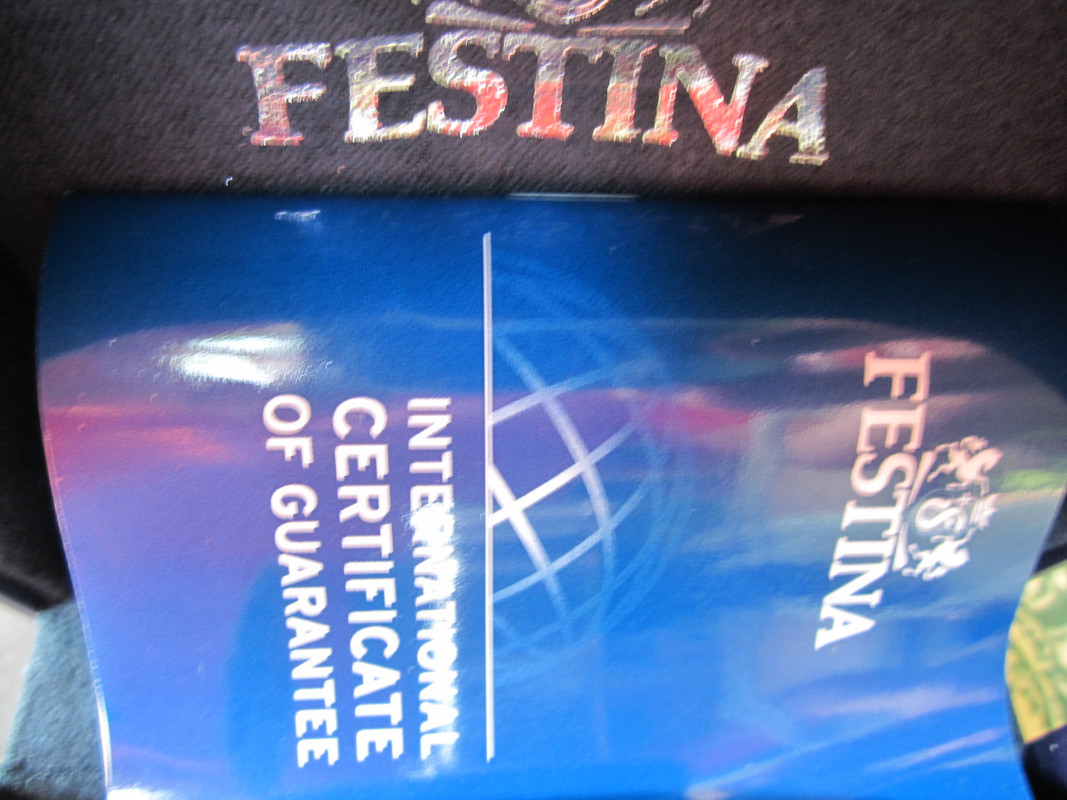 FESTINA
FESTINA
INTERNATIONAL
CERTIFICATE
OF GUARANTEE